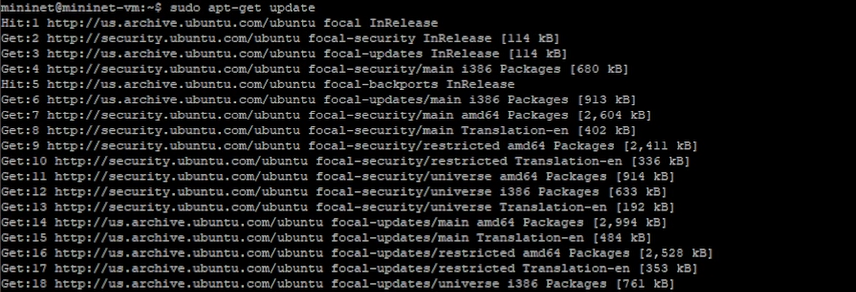 mininet@mininet-vm:~$ sudo apt-get update
Hit:1 http://us.archive.ubuntu.com/ubuntu focal InRelease
Get:2 http://security.ubuntu.com/ubuntu focal-security InRelease [114 kB]
Get:3 http://us.archive.ubuntu.com/ubuntu focal-updates InRelease [114 kB]
Get:4 http://security.ubuntu.com/ubuntu focal-security/main i386 Packages [680 kB]
Hit:5 http://us.archive.ubuntu.com/ubuntu focal-backports InRelease
Get:6 http://us.archive.ubuntu.com/ubuntu focal-updates/main i386 Packages [913 kB]
Get:7 http://security.ubuntu.com/ubuntu focal-security/main amd64 Packages [2,604 kB]
Get:8 http://security.ubuntu.com/ubuntu focal-security/main Translation-en [402 kB]
Get:9 http://security.ubuntu.com/ubuntu focal-security/restricted amd64 Packages [2,411 kB]
Get:10 http://security.ubuntu.com/ubuntu focal-security/restricted Translation-en [336 kB]
Get:11 http://security.ubuntu.com/ubuntu focal-security/universe amd64 Packages [914 kB]
Get:12 http://security.ubuntu.com/ubuntu focal-security/universe i386 Packages [633 kB]
Get:13 http://security.ubuntu.com/ubuntu focal-security/universe Translation-en [192 kB]
Get:14 http://us.archive.ubuntu.com/ubuntu focal-updates/main amd64 Packages [2,994 kB]
Get:15 http://us.archive.ubuntu.com/ubuntu focal-updates/main Translation-en [484 kB]
Get:16 http://us.archive.ubuntu.com/ubuntu focal-updates/restricted amd64 Packages [2,528 kB]
Get:17 http://us.archive.ubuntu.com/ubuntu focal-updates/restricted Translation-en [353 kB]
Get:18 http://us.archive.ubuntu.com/ubuntu focal-updates/universe i386 Packages [761 kB]